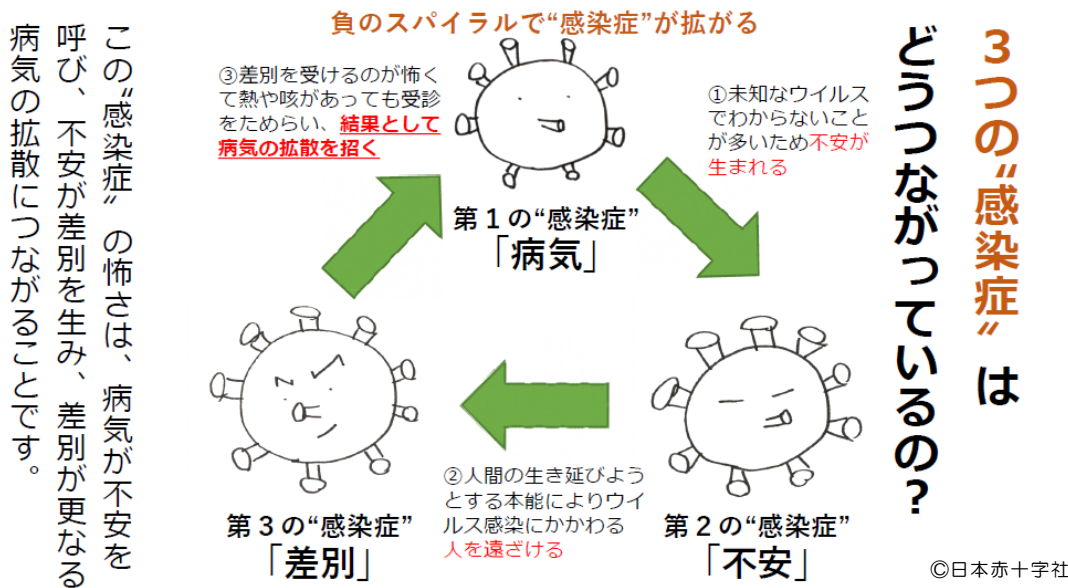 3つの“感染症”は
どうつながっているの?
負のスパイラルで“感染症”が拡がる
①未知なウイルス
でわからないこと
が多いため不安が
生まれる
第1の“感染症”
「病気」
②人間の生き延びよう
とする本能によりウイ
ルス感染にかかわる
人を遠ざける
第2の“感染症”
「不安」
③差別を受けるのが怖く
て熱や咳があっても受診
をためらい、結果として
病気の拡散を招く
第3の“感染症”
「差別」
この“感染症”の怖さは、病気が不安を
呼び、不安が差別を生み、差別が更なる
病気の拡散につながることです。
©日本赤十字社